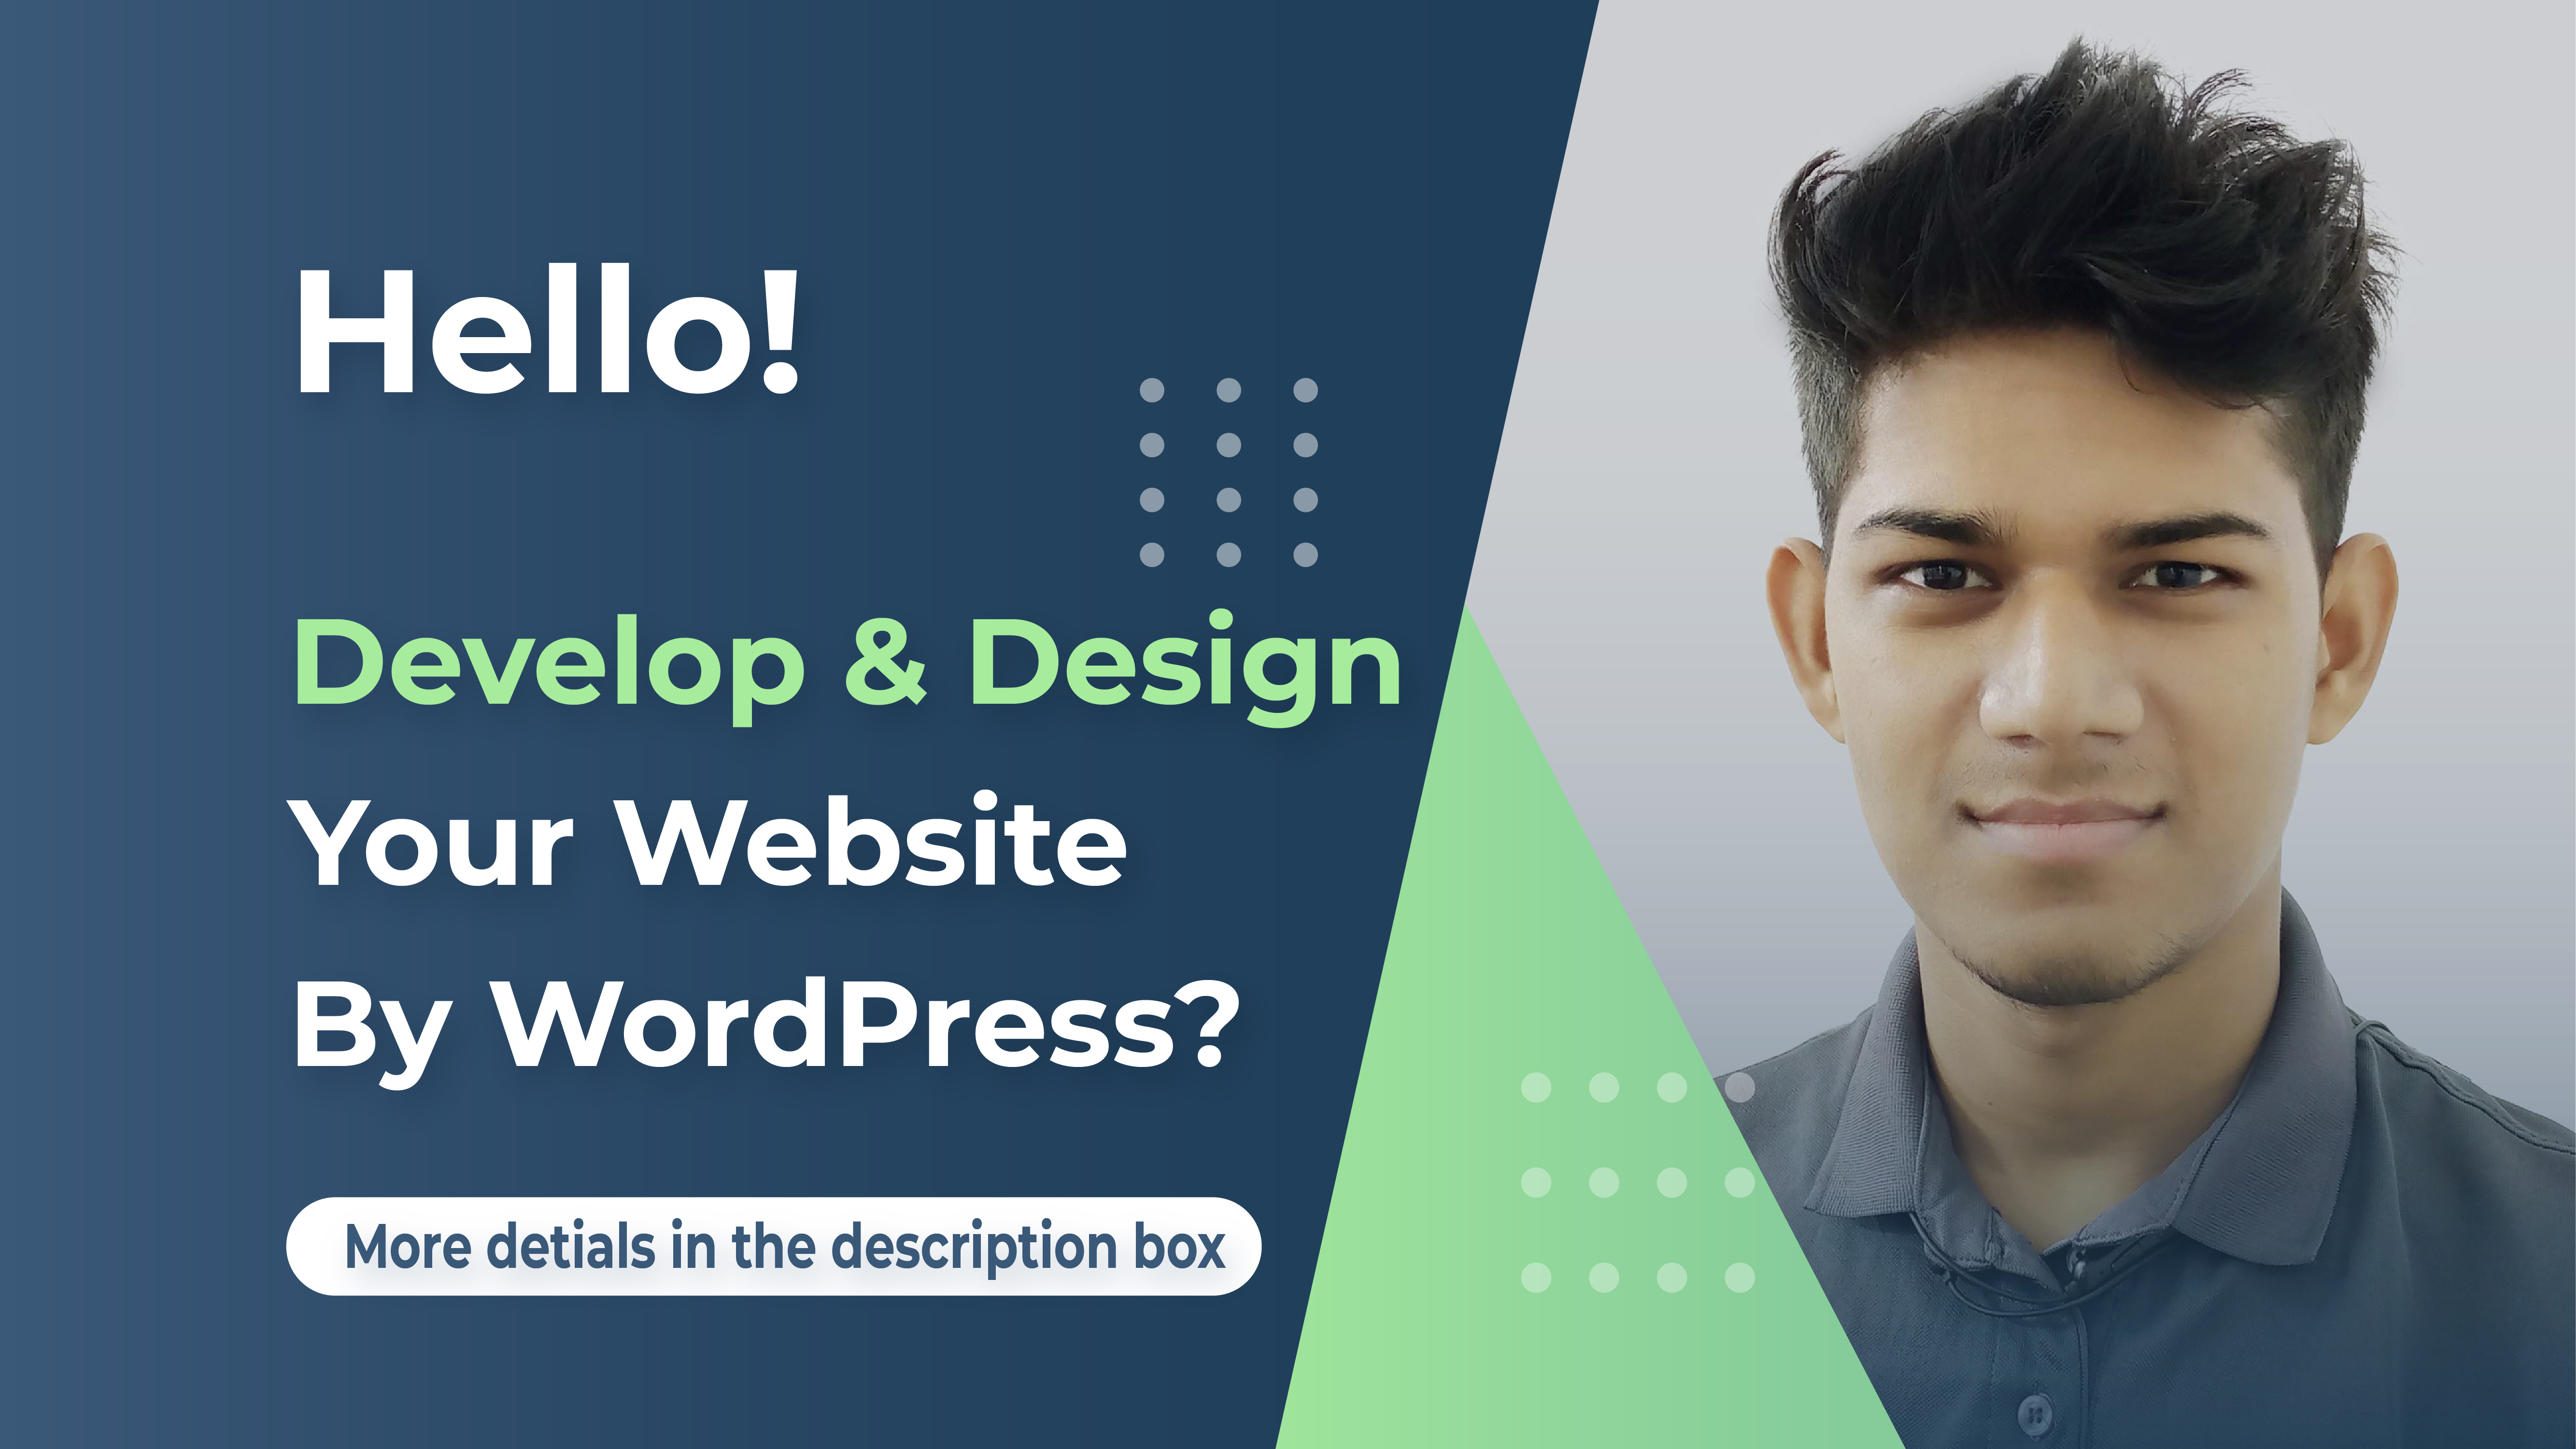 Hello!
Develop & Design
Your Website
By WordPress?
More detials in the description box